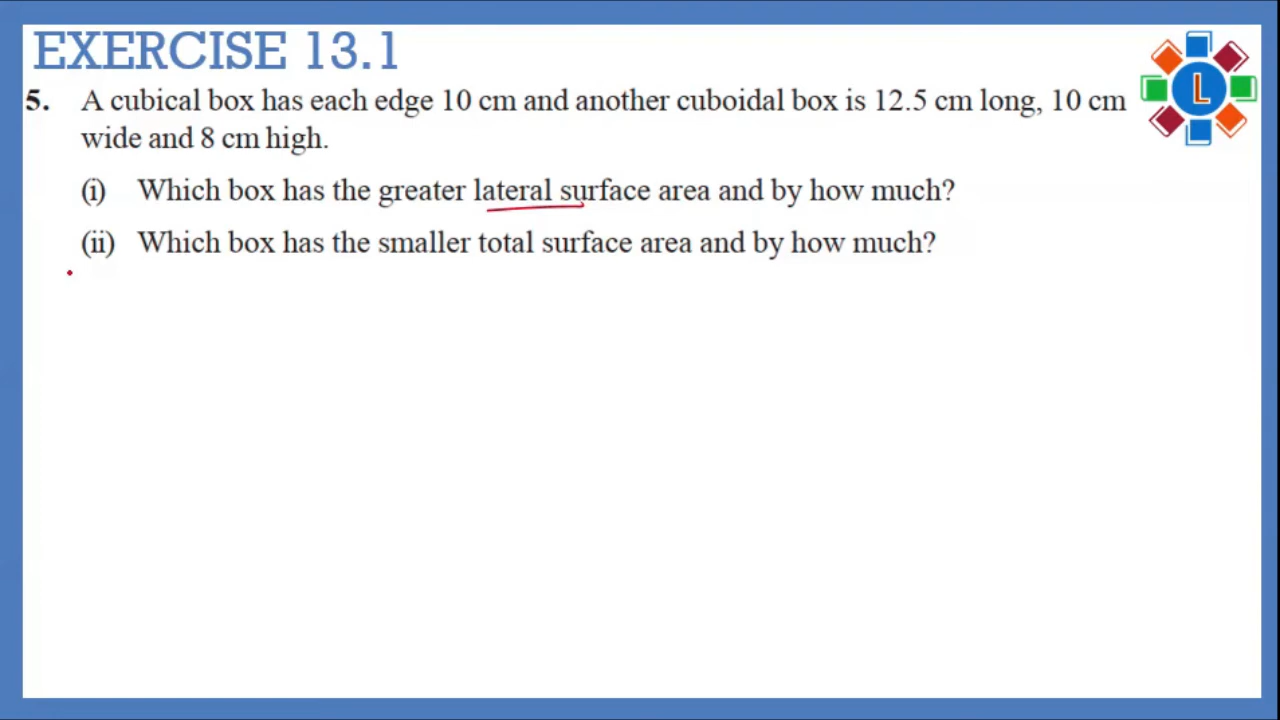 EXERCISE 13.1
5. A cubical box has each edge 10 cm and another cuboidal box is 12.5 cm long, 10 cm
wide and 8 cm high.
(i) Which box has the greater lateral surface area and by how much?
(ii) Which box has the smaller total surface area and by how much?
L